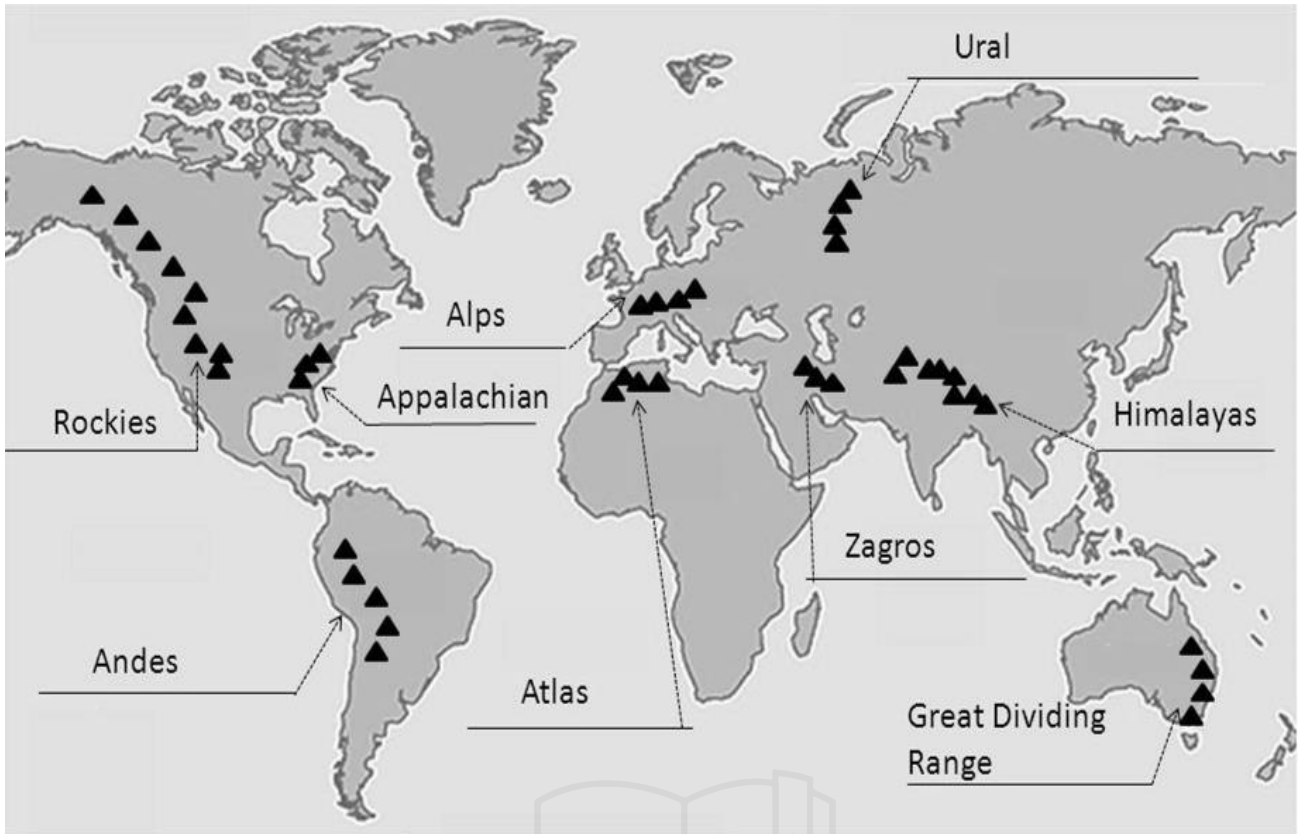 Ural
Alps
Appalachian
Rockies
Himalayas
Zagros
Andes
Atlas
Great Dividing
Range